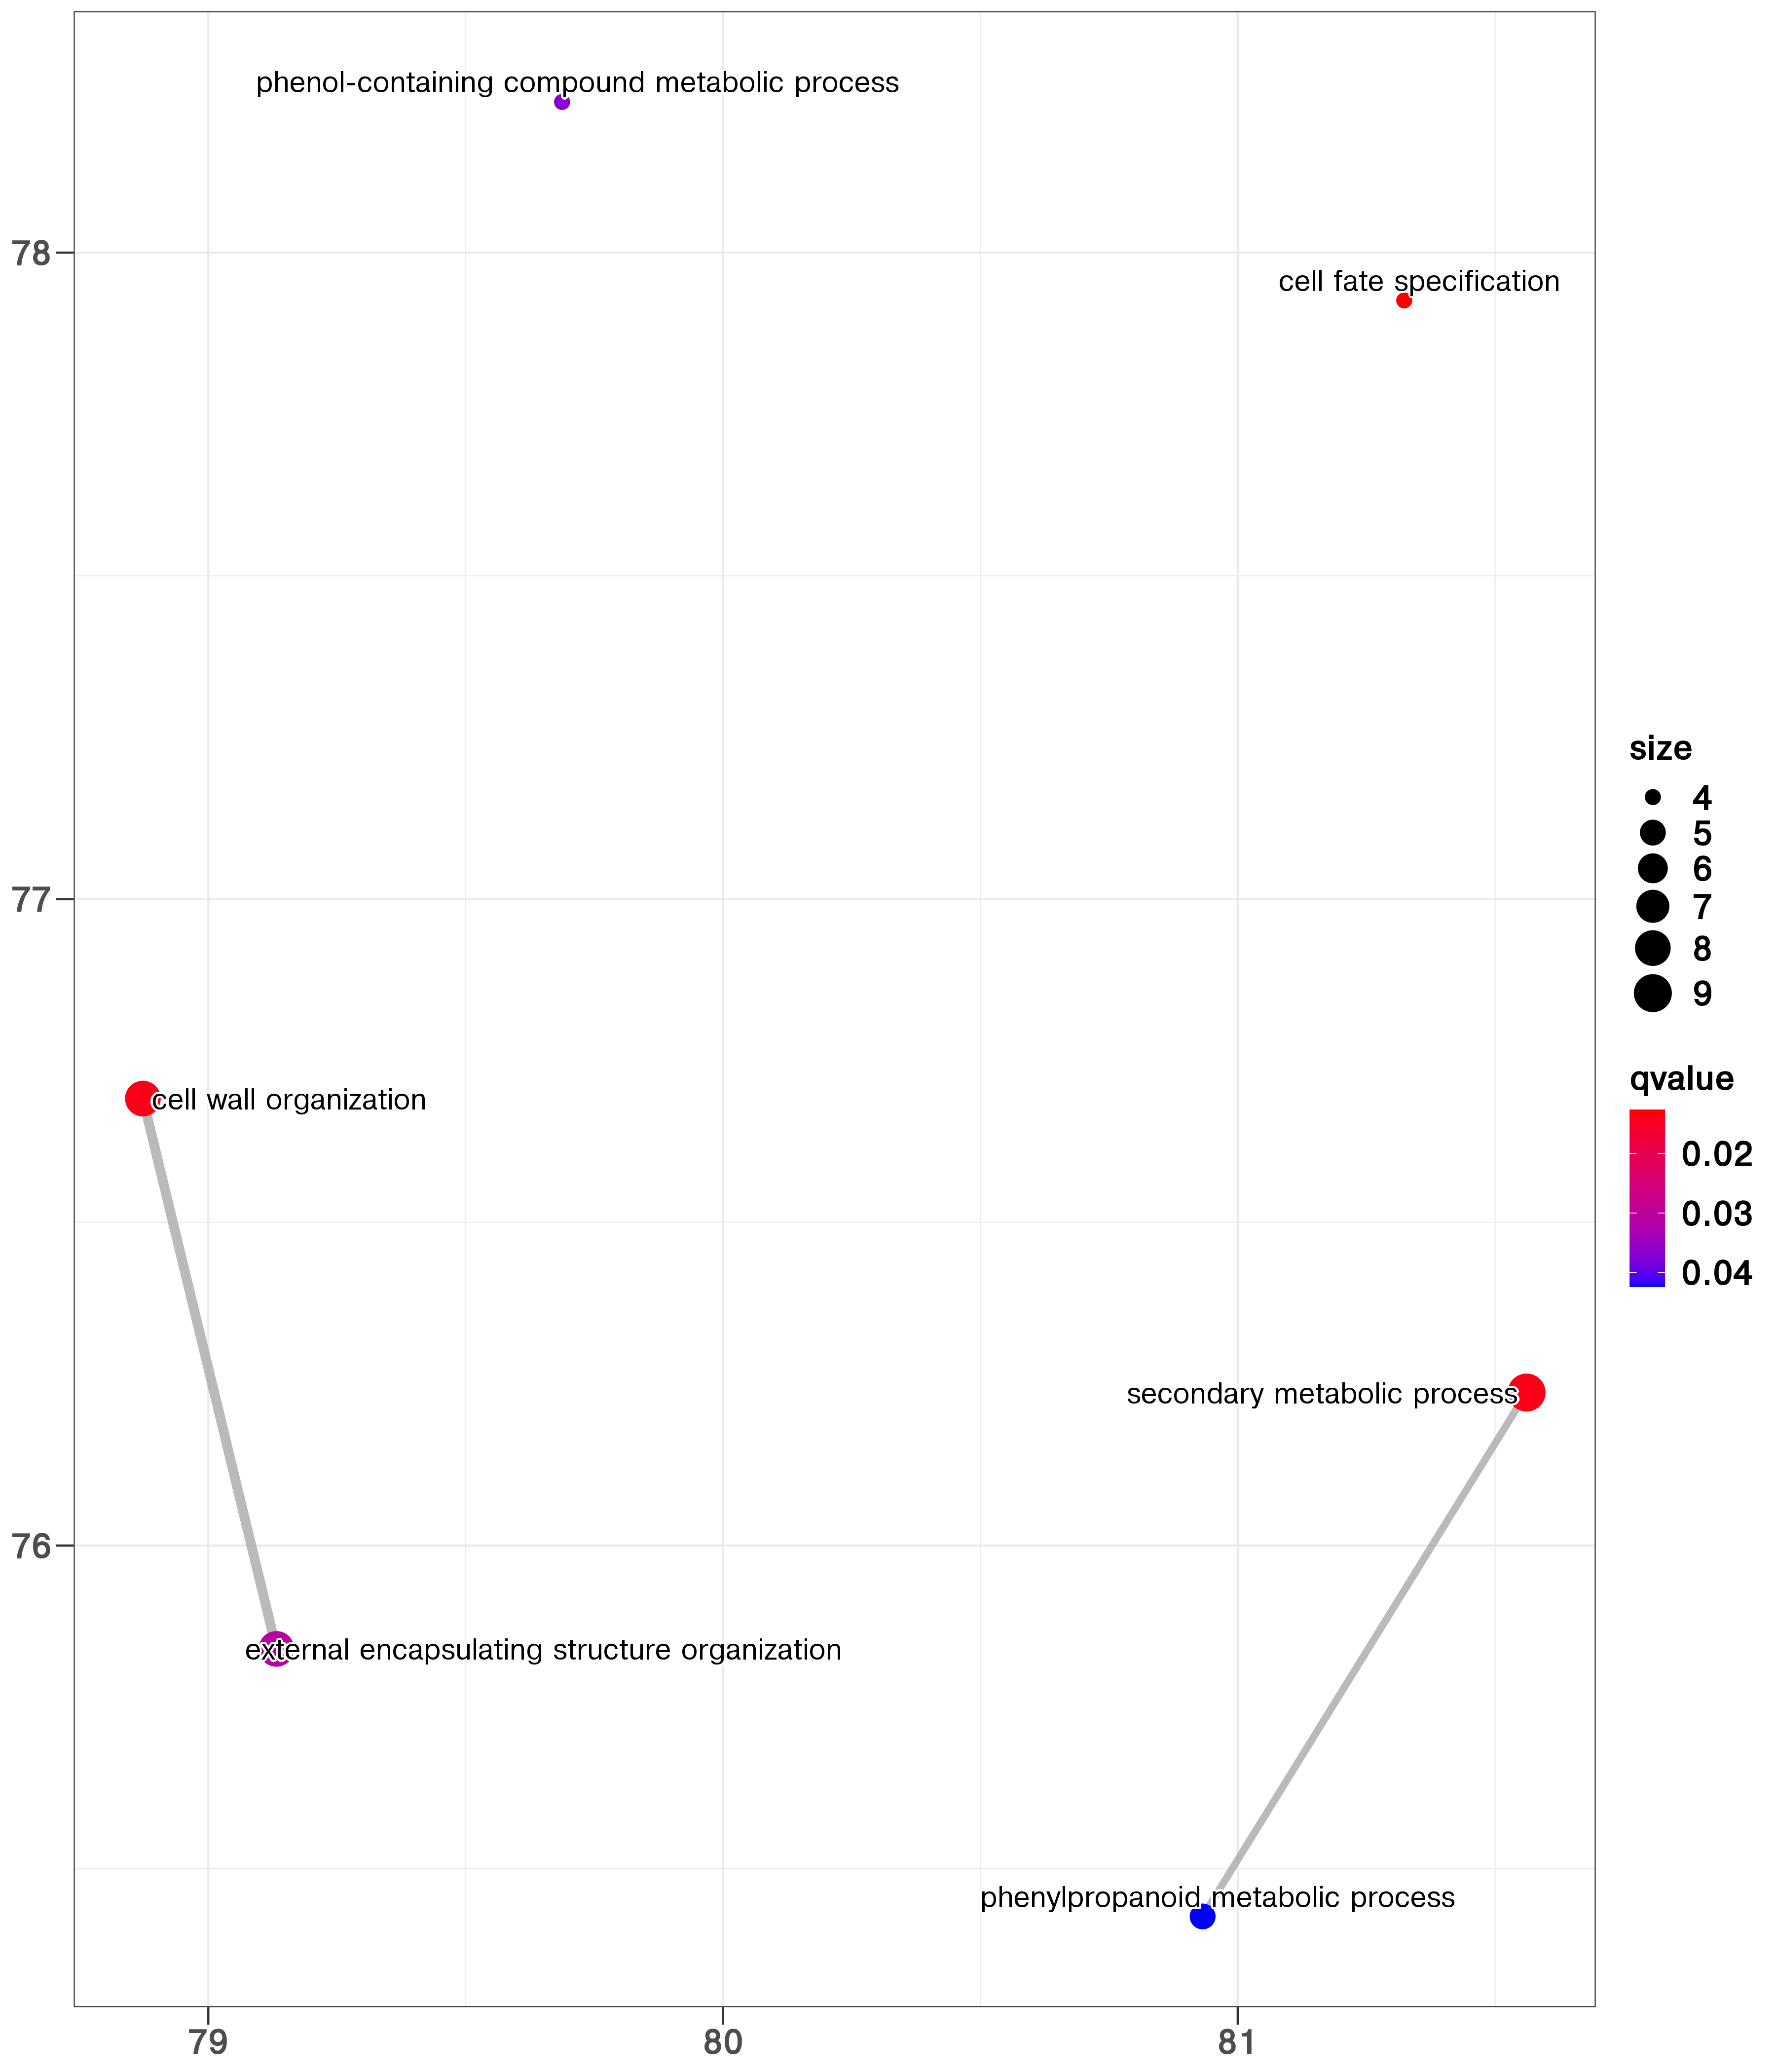 phenol-containing compound metabolic process
78
cell fate specification
77
cell wall organization
secondary metabolic process
76
external encapsulating structure organization
phenylpropanoid metabolic process
79
80
81
size
4
5
6
7
8
9
qvalue
0.02
0.03
0.04